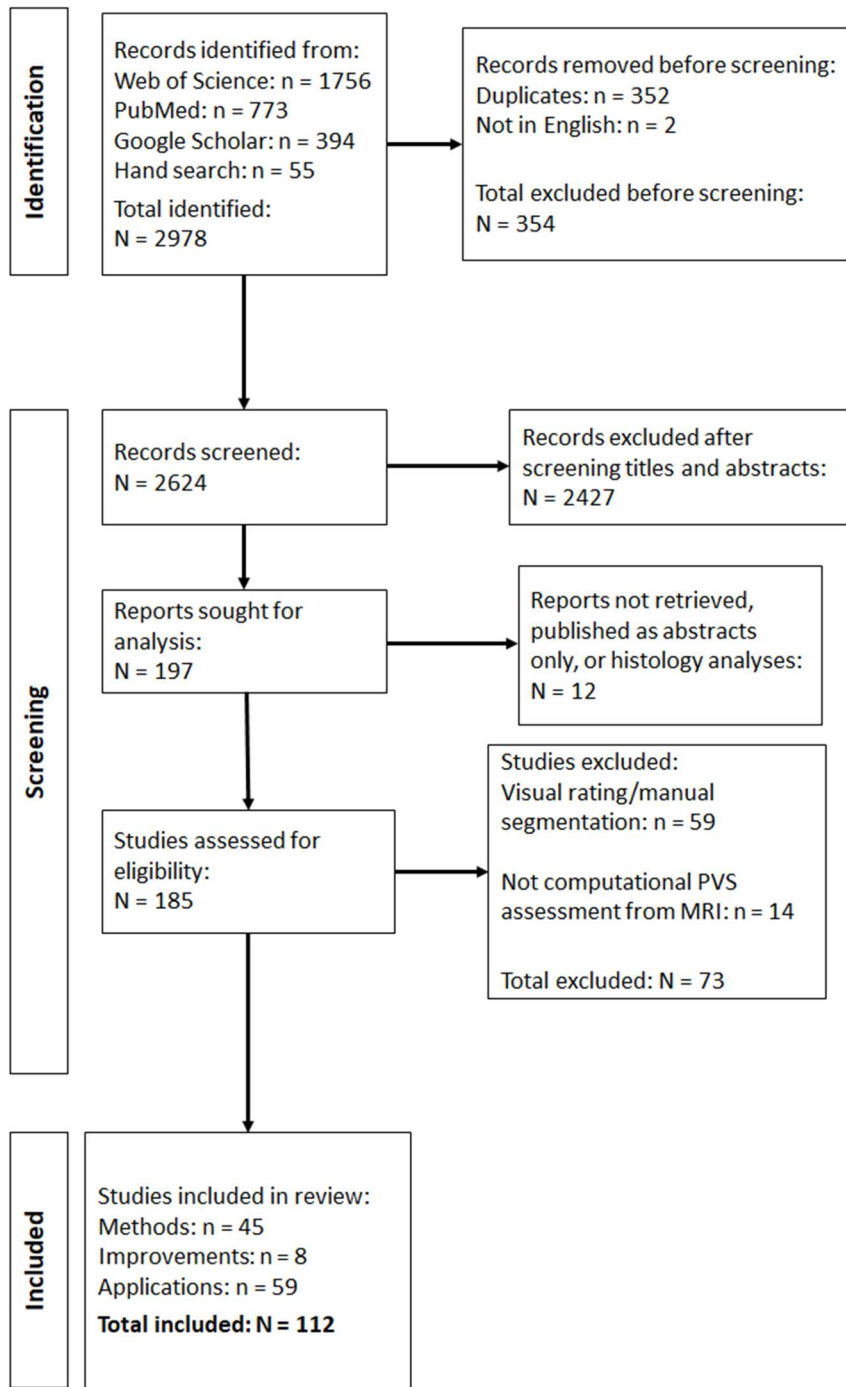 Identification
Records identified from:
Web of Science: n = 1756
PubMed: n = 773
Google Scholar: n = 394
Hand search: n = 55
Total identified:
N = 2978
Records removed before screening:
Duplicates: n = 352
Not in English: n = 2
Total excluded before screening:
N = 354
Screening
Records screened:
N = 2624
Records excluded after
screening titles and abstracts:
N = 2427
Reports sought for
analysis:
N = 197
Reports not retrieved,
published as abstracts
only, or histology analyses:
N = 12
Studies assessed for
eligibility:
N = 185
Studies excluded:
Visual rating/manual
segmentation: n = 59
Not computational PVS
assessment from MRI: n = 14
Total excluded: N = 73
Included
Studies included in review:
Methods: n = 45
Improvements: n = 8
Applications: n = 59
Total included: N = 112